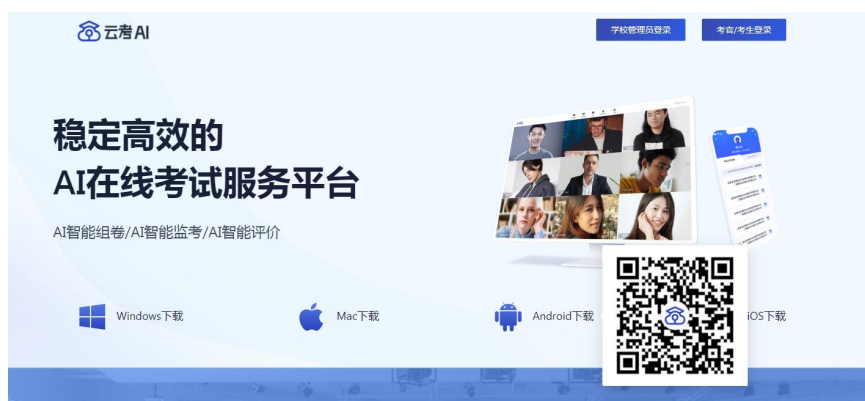 云考AI
学校管理员登录
考官/考生登录
稳定高效的
AI在线考试服务平台
AI智能组卷/AI智能监考/AI智能评价
Windows下载
Mac下载
Android下载
iOS下载